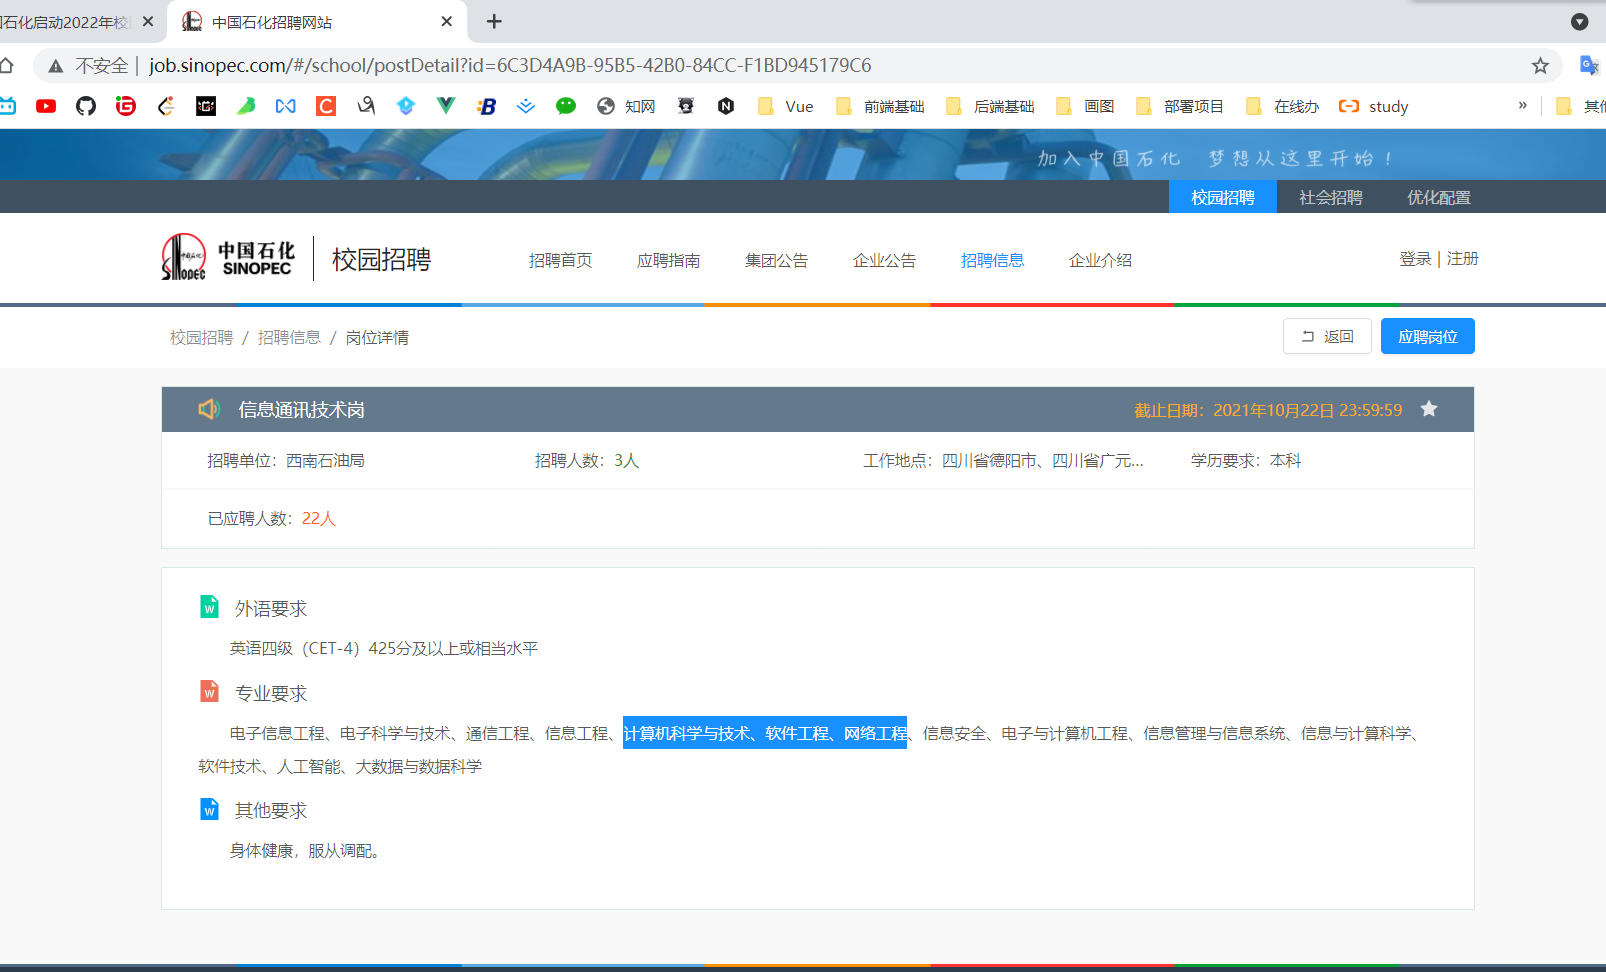 国石化启动2022年校
中国石化招聘网站
不安全 | job.sinopec.com/#/school/postDetail?id=6C3D4A9B-95B5-42B0-84CC-F1BD945179C6
知网 Vue 前端基础 后端基础 画图 部署项目 在线办 study » 其他
加入中国石化 梦想从这里开始！
校园招聘 社会招聘 优化配置
中国石化 SINOPEC 校园招聘 招聘首页 应聘指南 集团公告 企业公告 招聘信息 企业介绍 登录 | 注册
校园招聘 / 招聘信息 / 岗位详情 返回 应聘岗位
信息通讯技术岗 截止日期：2021年10月22日 23:59:59
招聘单位：西南石油局 招聘人数：3人 工作地点：四川省德阳市、四川省广元... 学历要求：本科
已应聘人数：22人
外语要求
英语四级（CET-4）425分及以上或相当水平
专业要求
电子信息工程、电子科学与技术、通信工程、信息工程、计算机科学与技术、软件工程、网络工程、信息安全、电子与计算机工程、信息管理与信息系统、信息与计算科学、
软件技术、人工智能、大数据与数据科学
其他要求
身体健康，服从调配。